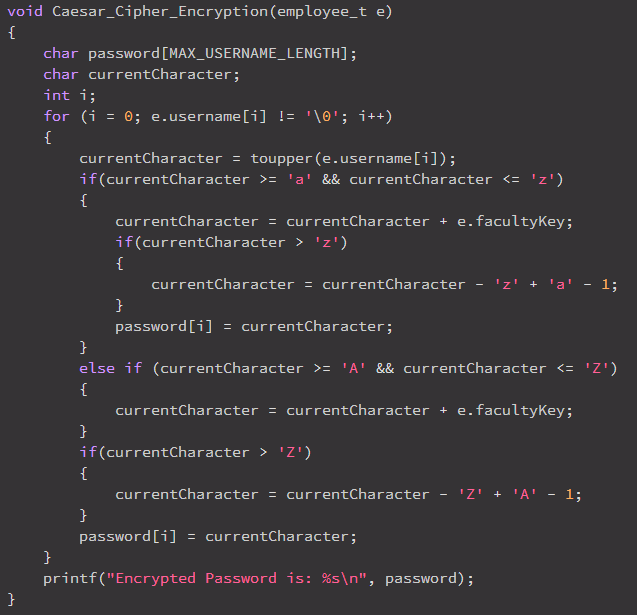 void Caesar_Cipher_Encryption(employee_t e)
{
    char password[MAX_USERNAME_LENGTH];
    char currentCharacter;
    int i;
    for (i = 0; e.username[i] != '\0'; i++)
    {
        currentCharacter = toupper(e.username[i]);
        if(currentCharacter >= 'a' && currentCharacter <= 'z')
        {
            currentCharacter = currentCharacter + e.facultyKey;
            if(currentCharacter > 'z')
            {
                currentCharacter = currentCharacter - 'z' + 'a' - 1;
            }
            password[i] = currentCharacter;
        }
        else if (currentCharacter >= 'A' && currentCharacter <= 'Z')
        {
            currentCharacter = currentCharacter + e.facultyKey;
        }
        if(currentCharacter > 'Z')
        {
            currentCharacter = currentCharacter - 'Z' + 'A' - 1;
        }
        password[i] = currentCharacter;
    }
    printf("Encrypted Password is: %s\n", password);
}